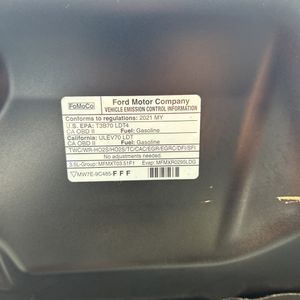 FoMoCo
Ford Motor Company
VEHICLE EMISSION CONTROL INFORMATION
Conforms to regulations: 2021 MY
U.S. EPA: T3B70 LDT4
CA OBD II Fuel: Gasoline
California: ULEV70 LDT
CA OBD II Fuel: Gasoline
TWC/WR-HO2S/HO2S/TC/CAC/EGR/EGRC/DFI/SFI
No adjustments needed.
3.5L-Group: MFMXT03.51F1 Evap: MFMXR0295LDG
MW7E-9C485-FFF